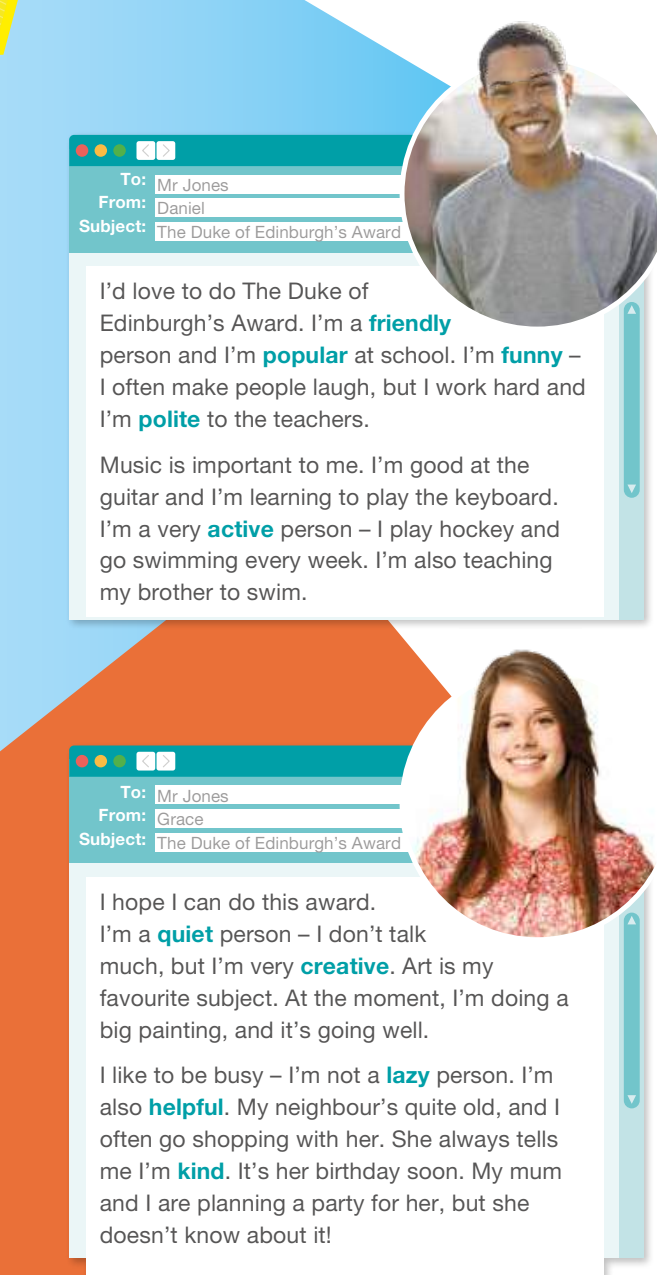 To: Mr Jones
From: Daniel
Subject: The Duke of Edinburgh's Award
I'd love to do The Duke of
Edinburgh's Award. I'm a friendly
person and I'm popular at school. I'm funny –
I often make people laugh, but I work hard and
I'm polite to the teachers.
Music is important to me. I'm good at the
guitar and I'm learning to play the keyboard.
I'm a very active person – I play hockey and
go swimming every week. I'm also teaching
my brother to swim.
To: Mr Jones
From: Grace
Subject: The Duke of Edinburgh's Award
I hope I can do this award.
I'm a quiet person – I don't talk
much, but I'm very creative. Art is my
favourite subject. At the moment, I'm doing a
big painting, and it's going well.
I like to be busy – I'm not a lazy person. I'm
also helpful. My neighbour's quite old, and I
often go shopping with her. She always tells
me I'm kind. It's her birthday soon. My mum
and I are planning a party for her, but she
doesn't know about it!